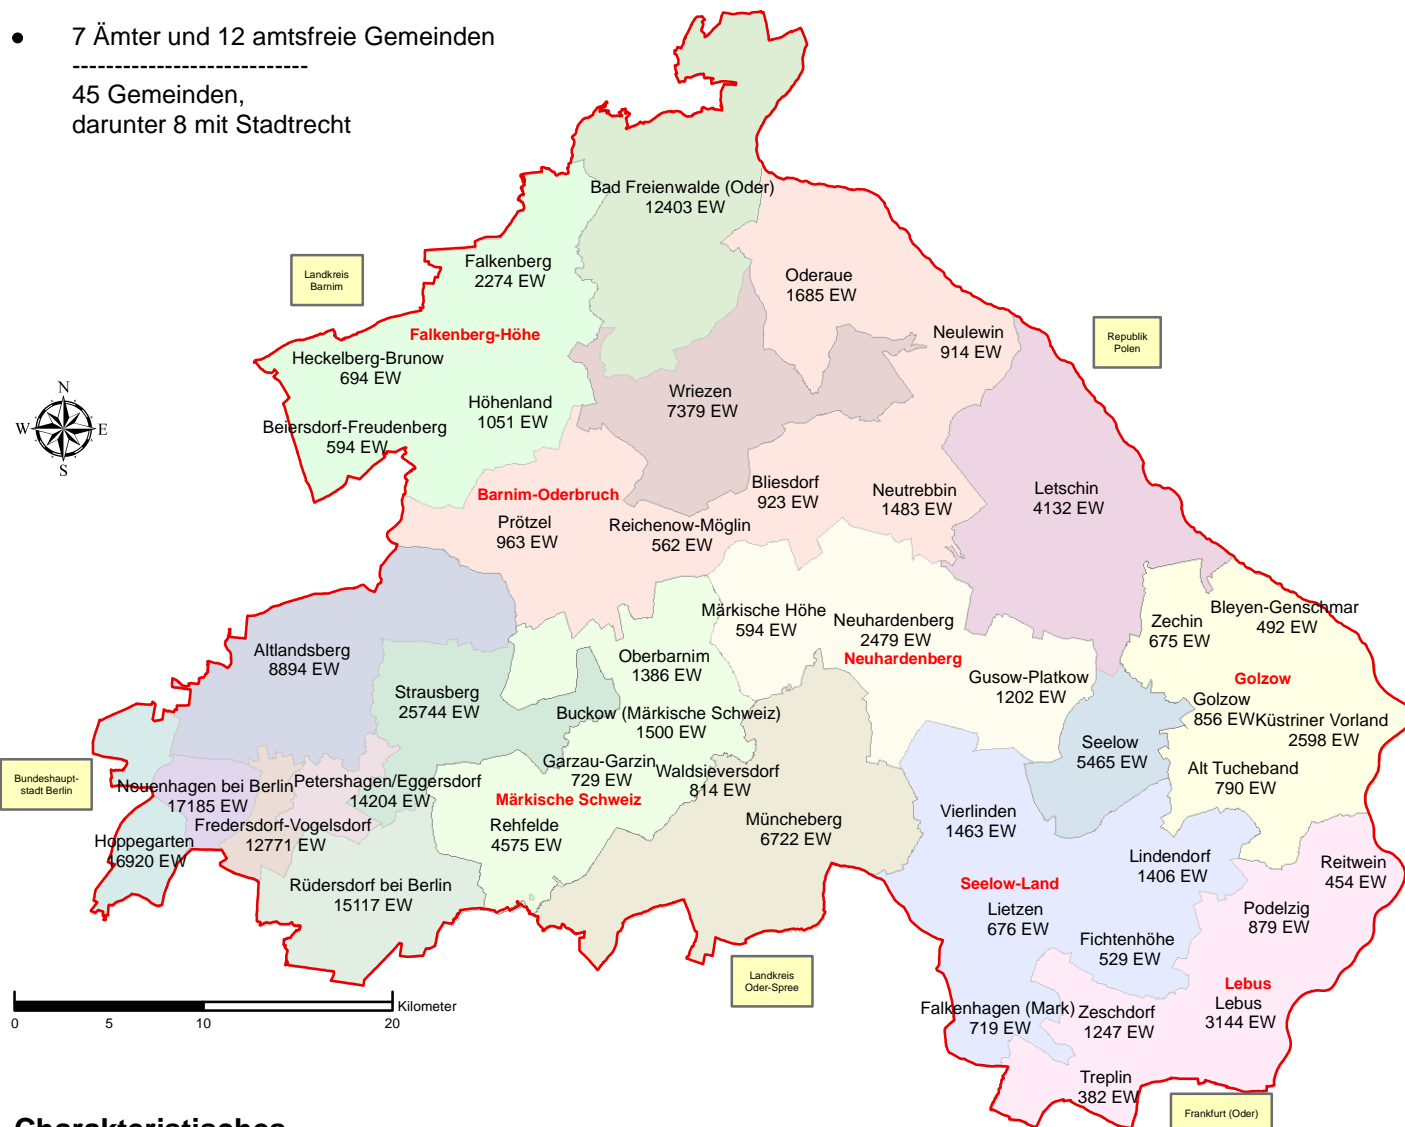 ● 7 Ämter und 12 amtsfreie Gemeinden
----------------------------
45 Gemeinden,
darunter 8 mit Stadtrecht
Bad Freienwalde (Oder)
12403 EW
Landkreis
Barnim
Falkenberg
2274 EW
Falkenberg-Höhe
Heckelberg-Brunow
694 EW
Höhenland
1051 EW
Beiersdorf-Freudenberg
594 EW
Oderaue
1685 EW
Neulewin
914 EW
Republik
Polen
Wriezen
7379 EW
N
W
E
S
Barnim-Oderbruch
Prötzel
963 EW
Reichenow-Möglin
562 EW
Bliesdorf
923 EW
Neutrebbin
1483 EW
Letschin
4132 EW
Märkische Höhe
594 EW
Neuhardenberg
2479 EW
Neuhardenberg
Gusow-Platkow
1202 EW
Zechin
675 EW
Bleyen-Genschmar
492 EW
Golzow
Golzow
856 EW
Küstriner Vorland
2598 EW
Alt Tucheband
790 EW
Seelow
5465 EW
Altlandsberg
8894 EW
Strausberg
25744 EW
Oberbarnim
1386 EW
Buckow (Märkische Schweiz)
1500 EW
Garzau-Garzin
729 EW
Waldsieversdorf
814 EW
Märkische Schweiz
Rehfelde
4575 EW
Müncheberg
6722 EW
Bundeshaupt-
stadt Berlin
Neuenhagen bei Berlin
17185 EW
Petershagen/Eggersdorf
14204 EW
Fredersdorf-Vogelsdorf
12771 EW
Hoppegarten
16920 EW
Rüdersdorf bei Berlin
15117 EW
Vierlinden
1463 EW
Lindendorf
1406 EW
Seelow-Land
Lietzen
676 EW
Fichtenhöhe
529 EW
Falkenhagen (Mark)
719 EW
Reitwein
454 EW
Podelzig
879 EW
Lebus
Lebus
3144 EW
Zeschdorf
1247 EW
Treplin
382 EW
Landkreis
Oder-Spree
Frankfurt (Oder)
Kilometer
0 5 10 20
Charakteristisches